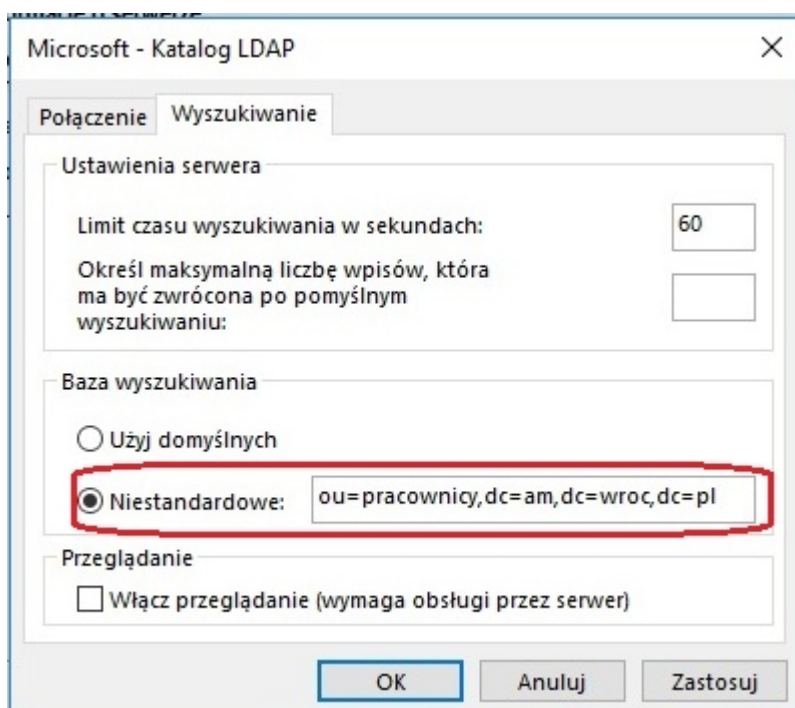 Microsoft - Katalog LDAP
Połączenie Wyszukiwanie
Ustawienia serwera
Limit czasu wyszukiwania w sekundach: 60
Określ maksymalną liczbę wpisów, która
ma być zwrócona po pomyślnym
wyszukiwaniu:
Baza wyszukiwania
Użyj domyślnych
Niestandardowe: ou=pracownicy,dc=am,dc=wroc,dc=pl
Przeglądanie
Włącz przeglądanie (wymaga obsługi przez serwer)
OK Anuluj Zastosuj